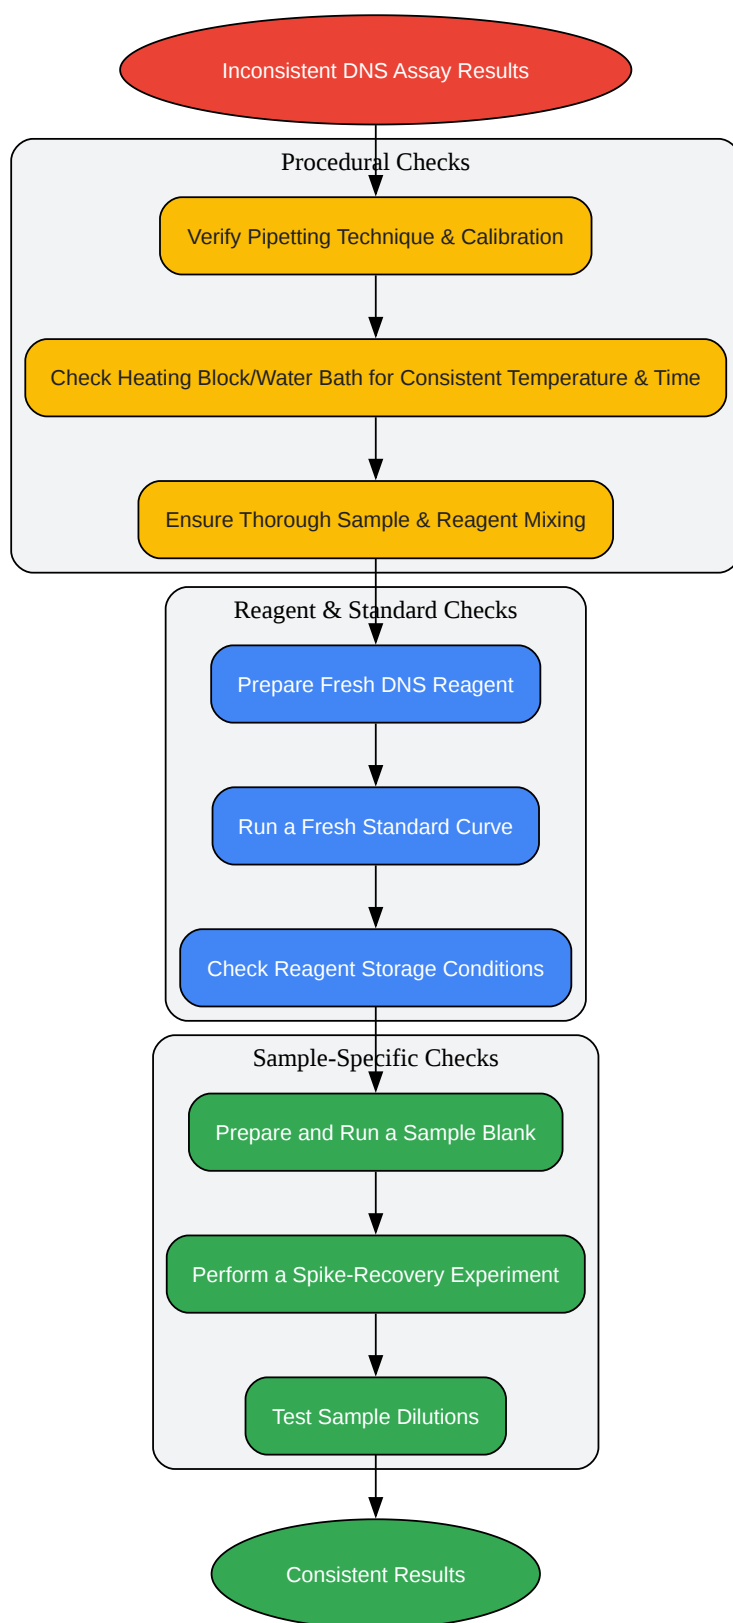 Inconsistent DNS Assay Results
Procedural Checks
Verify Pipetting Technique & Calibration
Check Heating Block/Water Bath for Consistent Temperature & Time
Ensure Thorough Sample & Reagent Mixing
Reagent & Standard Checks
Prepare Fresh DNS Reagent
Run a Fresh Standard Curve
Check Reagent Storage Conditions
Sample-Specific Checks
Prepare and Run a Sample Blank
Perform a Spike-Recovery Experiment
Test Sample Dilutions
Consistent Results